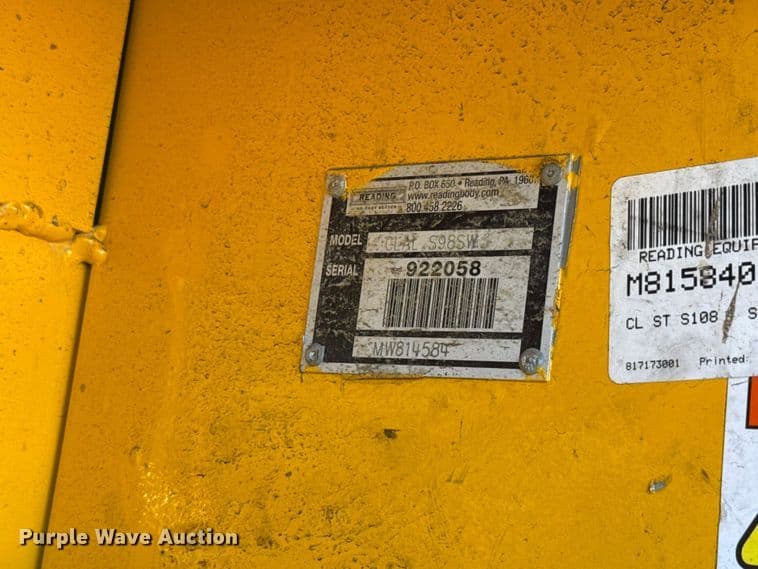 P.O. BOX 650 • Reading, PA 1960
READING
www.readingbody.com
800.458.2226
MODEL CLAL S98SW
SERIAL 922058
MW814584
READING EQUIP
M815840
CL ST S108 S
817173001 Printed:
Purple Wave Auction